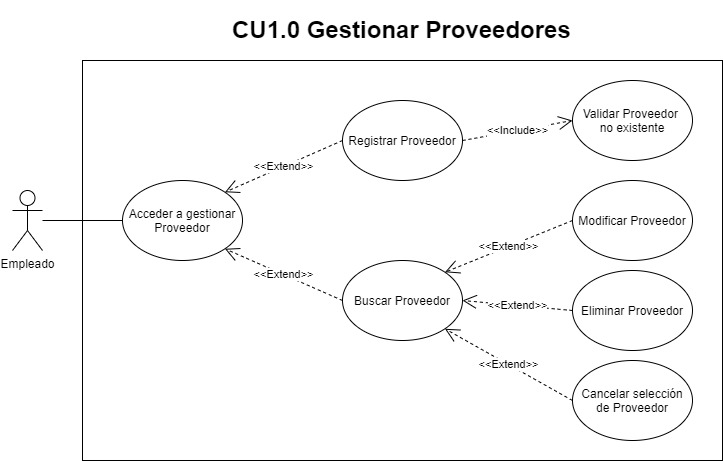 CU1.0 Gestionar Proveedores
Validar Proveedor
no existente
<<Include>>
Registrar Proveedor
<<Extend>>
Acceder a gestionar
Proveedor
Modificar Proveedor
<<Extend>>
Empleado
<<Extend>>
Buscar Proveedor
<<Extend>>
Eliminar Proveedor
<<Extend>>
Cancelar selección
de Proveedor